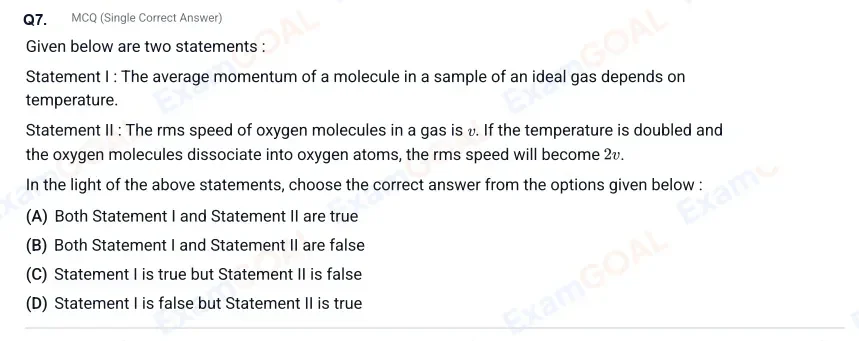 Q7. MCQ (Single Correct Answer)
Given below are two statements :
Statement I : The average momentum of a molecule in a sample of an ideal gas depends on
temperature.
Statement II : The rms speed of oxygen molecules in a gas is v. If the temperature is doubled and
the oxygen molecules dissociate into oxygen atoms, the rms speed will become 2v.
In the light of the above statements, choose the correct answer from the options given below :
(A) Both Statement I and Statement II are true
(B) Both Statement I and Statement II are false
(C) Statement I is true but Statement II is false
(D) Statement I is false but Statement II is true
ExamGOAL